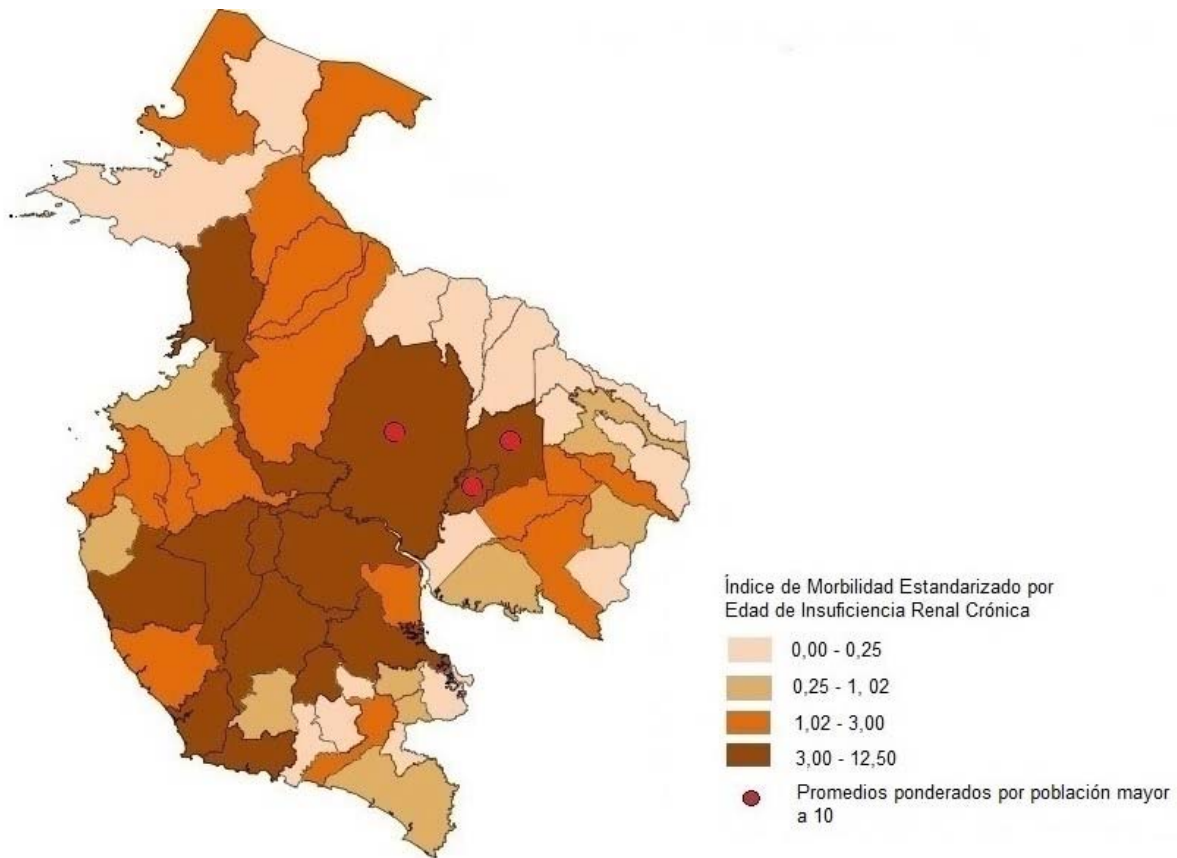 Índice de Morbilidad Estandarizado por
Edad de Insuficiencia Renal Crónica
0,00 - 0,25
0,25 - 1, 02
1,02 - 3,00
3,00 - 12,50
Promedios ponderados por población mayor
a 10